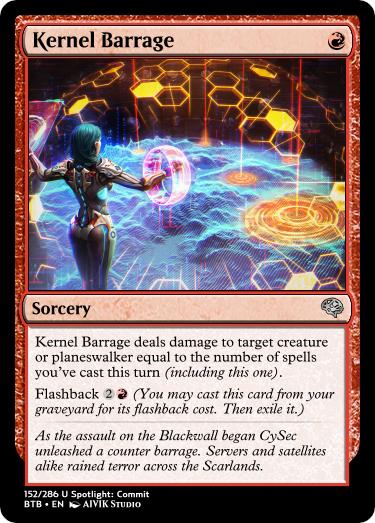 Kernel Barrage
Sorcery
Kernel Barrage deals damage to target creature
or planeswalker equal to the number of spells
you've cast this turn (including this one).
Flashback 2 (You may cast this card from your
graveyard for its flashback cost. Then exile it.)
As the assault on the Blackwall began CySec
unleashed a counter barrage. Servers and satellites
alike rained terror across the Scarlands.
152/286 U Spotlight: Commit
BTB • EN AIVIK STUDIO